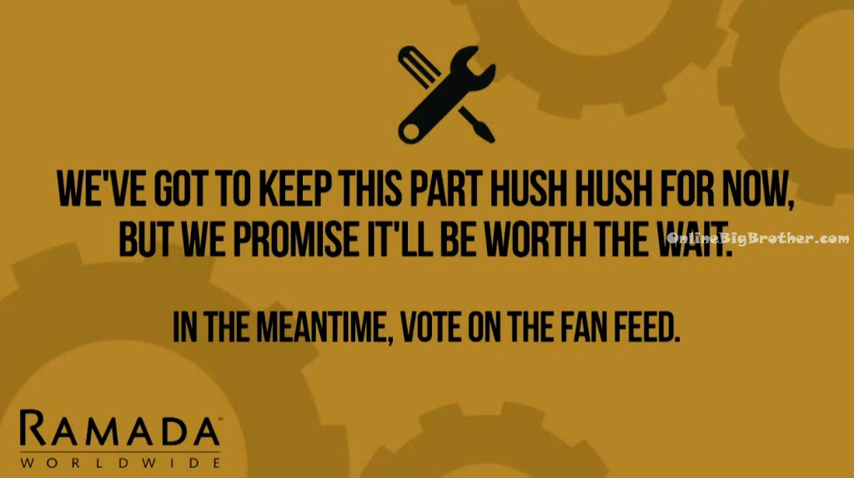 WE'VE GOT TO KEEP THIS PART HUSH HUSH FOR NOW,
BUT WE PROMISE IT'LL BE WORTH THE WAIT.
OnlineBigBrother.com
IN THE MEANTIME, VOTE ON THE FAN FEED.
RAMADA
WORLDWIDE